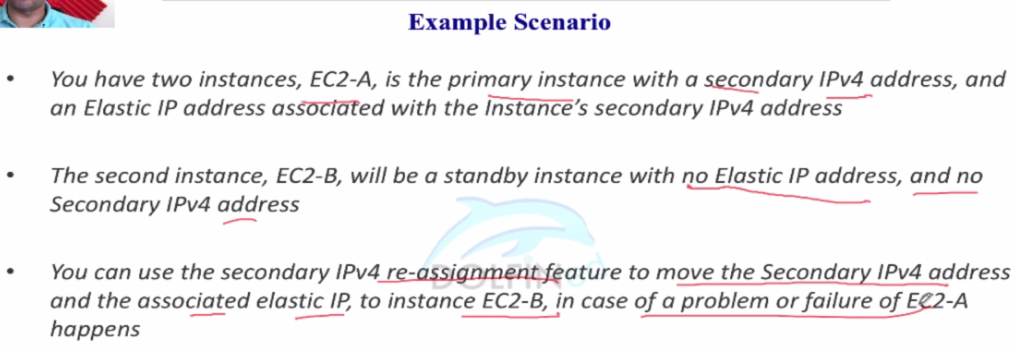 Example Scenario
• You have two instances, EC2-A, is the primary instance with a secondary IPv4 address, and
an Elastic IP address associated with the Instance's secondary IPv4 address
• The second instance, EC2-B, will be a standby instance with no Elastic IP address, and no
Secondary IPv4 address
• You can use the secondary IPv4 re-assignment feature to move the Secondary IPv4 address
and the associated elastic IP, to instance EC2-B, in case of a problem or failure of EC2-A
happens
DOLFIN